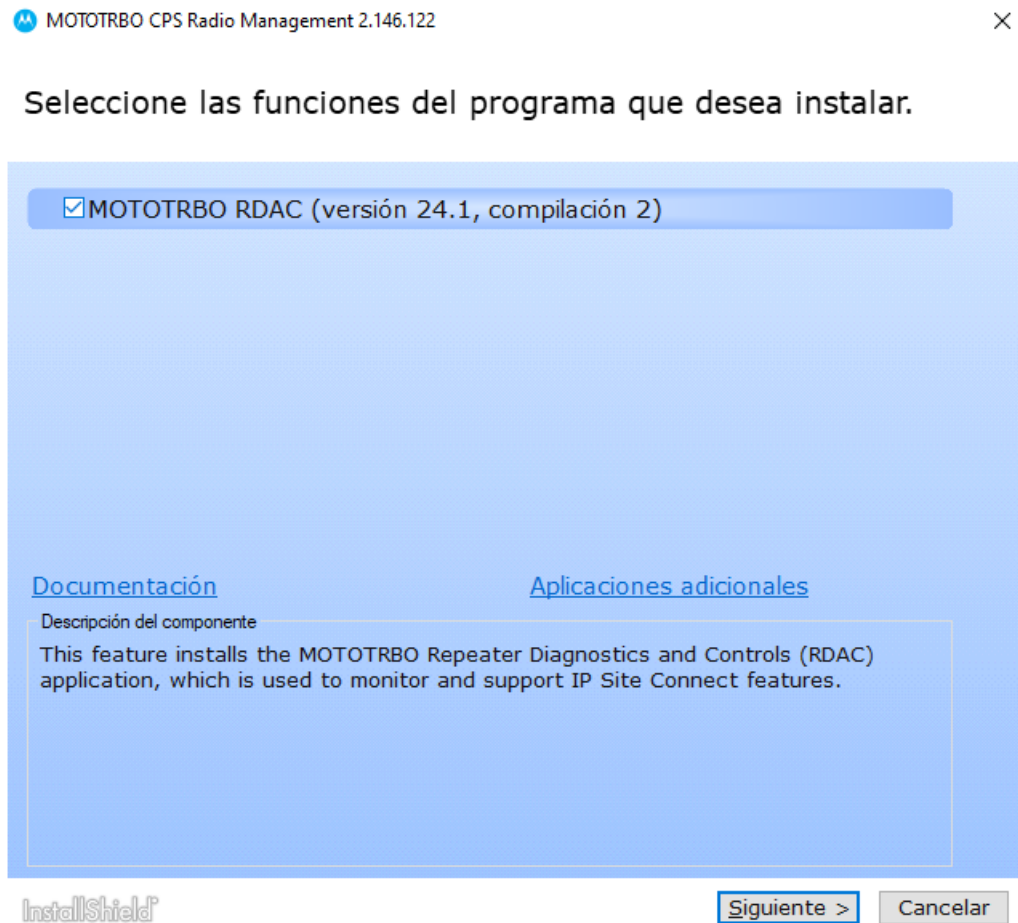 MOTOTRBO CPS Radio Management 2.146.122
Seleccione las funciones del programa que desea instalar.
MOTOTRBO RDAC (versión 24.1, compilación 2)
Documentación
Aplicaciones adicionales
Descripción del componente
This feature installs the MOTOTRBO Repeater Diagnostics and Controls (RDAC)
application, which is used to monitor and support IP Site Connect features.
InstallShield®
Siguiente >
Cancelar